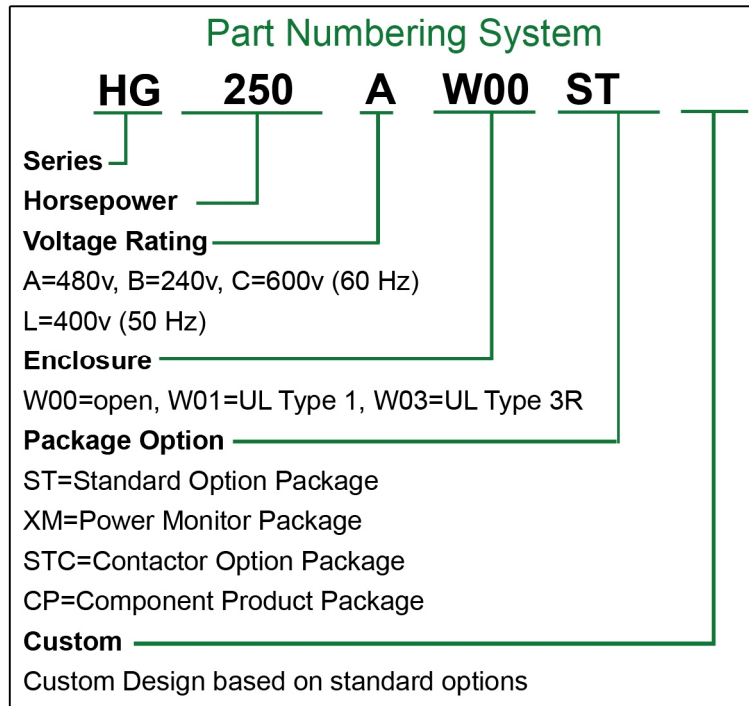 Part Numbering System
HG 250 A W00 ST
Series
Horsepower
Voltage Rating
A=480v, B=240v, C=600v (60 Hz)
L=400v (50 Hz)
Enclosure
W00=open, W01=UL Type 1, W03=UL Type 3R
Package Option
ST=Standard Option Package
XM=Power Monitor Package
STC=Contactor Option Package
CP=Component Product Package
Custom
Custom Design based on standard options